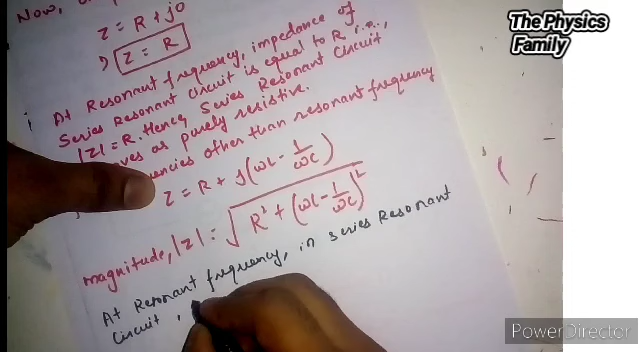 Now,
Z = R + j0
⇒ Z = R
At Resonant frequency, impedance of
Series Resonant Circuit is equal to R i.e.,
|Z| = R. Hence, Series Resonant Circuit
as purely resistive.
other than resonant frequency
Z = R + j(ωL - 1/ωC)
magnitude, |Z| = √R² + (ωL - 1/ωC)²
At Resonant frequency, in series Resonant
Circuit,
The Physics
Family
PowerDirector